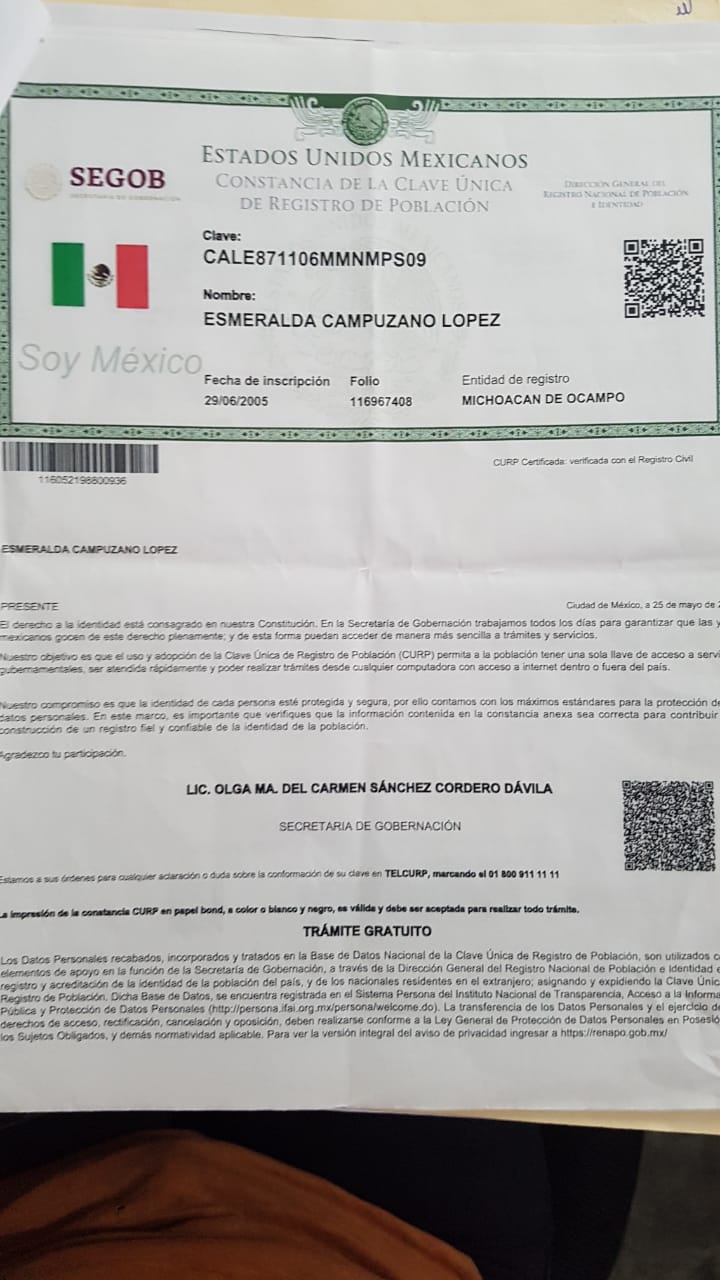 ESTADOS UNIDOS MEXICANOS
CONSTANCIA DE LA CLAVE ÚNICA
DE REGISTRO DE POBLACIÓN
SEGOB
SECRETARÍA DE GOBERNACIÓN
DIRECCIÓN GENERAL DEL
REGISTRO NACIONAL DE POBLACIÓN
E IDENTIDAD
Clave:
CALE871106MMNMPS09
Nombre:
ESMERALDA CAMPUZANO LOPEZ
Soy México
Fecha de inscripción Folio Entidad de registro
29/06/2005 116967408 MICHOACAN DE OCAMPO
116052198800936
CURP Certificada: verificada con el Registro Civil
ESMERALDA CAMPUZANO LOPEZ
PRESENTE
Ciudad de México, a 25 de mayo de
El derecho a la identidad está consagrado en nuestra Constitución. En la Secretaría de Gobernación trabajamos todos los días para garantizar que las y
mexicanos gocen de este derecho plenamente; y de esta forma puedan acceder de manera más sencilla a trámites y servicios.
Nuestro objetivo es que el uso y adopción de la Clave Única de Registro de Población (CURP) permita a la población tener una sola llave de acceso a servi
gubernamentales, ser atendida rápidamente y poder realizar trámites desde cualquier computadora con acceso a internet dentro o fuera del país.
Nuestro compromiso es que la identidad de cada persona esté protegida y segura, por ello contamos con los máximos estándares para la protección de
datos personales. En este marco, es importante que verifiques que la información contenida en la constancia anexa sea correcta para contribuir
construcción de un registro fiel y confiable de la identidad de la población.
Agradezco tu participación.
LIC. OLGA MA. DEL CARMEN SÁNCHEZ CORDERO DÁVILA
SECRETARIA DE GOBERNACIÓN
Estamos a sus órdenes para cualquier aclaración o duda sobre la conformación de su clave en TELCURP, marcando el 01 800 911 11 11
La impresión de la constancia CURP en papel bond, a color o blanco y negro, es válida y debe ser aceptada para realizar todo trámite.
TRÁMITE GRATUITO
Los Datos Personales recabados, incorporados y tratados en la Base de Datos Nacional de la Clave Única de Registro de Población, son utilizados c
elementos de apoyo en la función de la Secretaría de Gobernación, a través de la Dirección General del Registro Nacional de Población e Identidad e
registro y acreditación de la identidad de la población del país, y de los nacionales residentes en el extranjero; asignando y expidiendo la Clave Únic
Registro de Población. Dicha Base de Datos, se encuentra registrada en el Sistema Persona del Instituto Nacional de Transparencia, Acceso a la Informa
Pública y Protección de Datos Personales (http://persona.ifai.org.mx/persona/welcome.do). La transferencia de los Datos Personales y el ejercicio de
derechos de acceso, rectificación, cancelación y oposición, deben realizarse conforme a la Ley General de Protección de Datos Personales en Posesió
los Sujetos Obligados, y demás normatividad aplicable. Para ver la versión integral del aviso de privacidad ingresar a https://renapo.gob.mx/